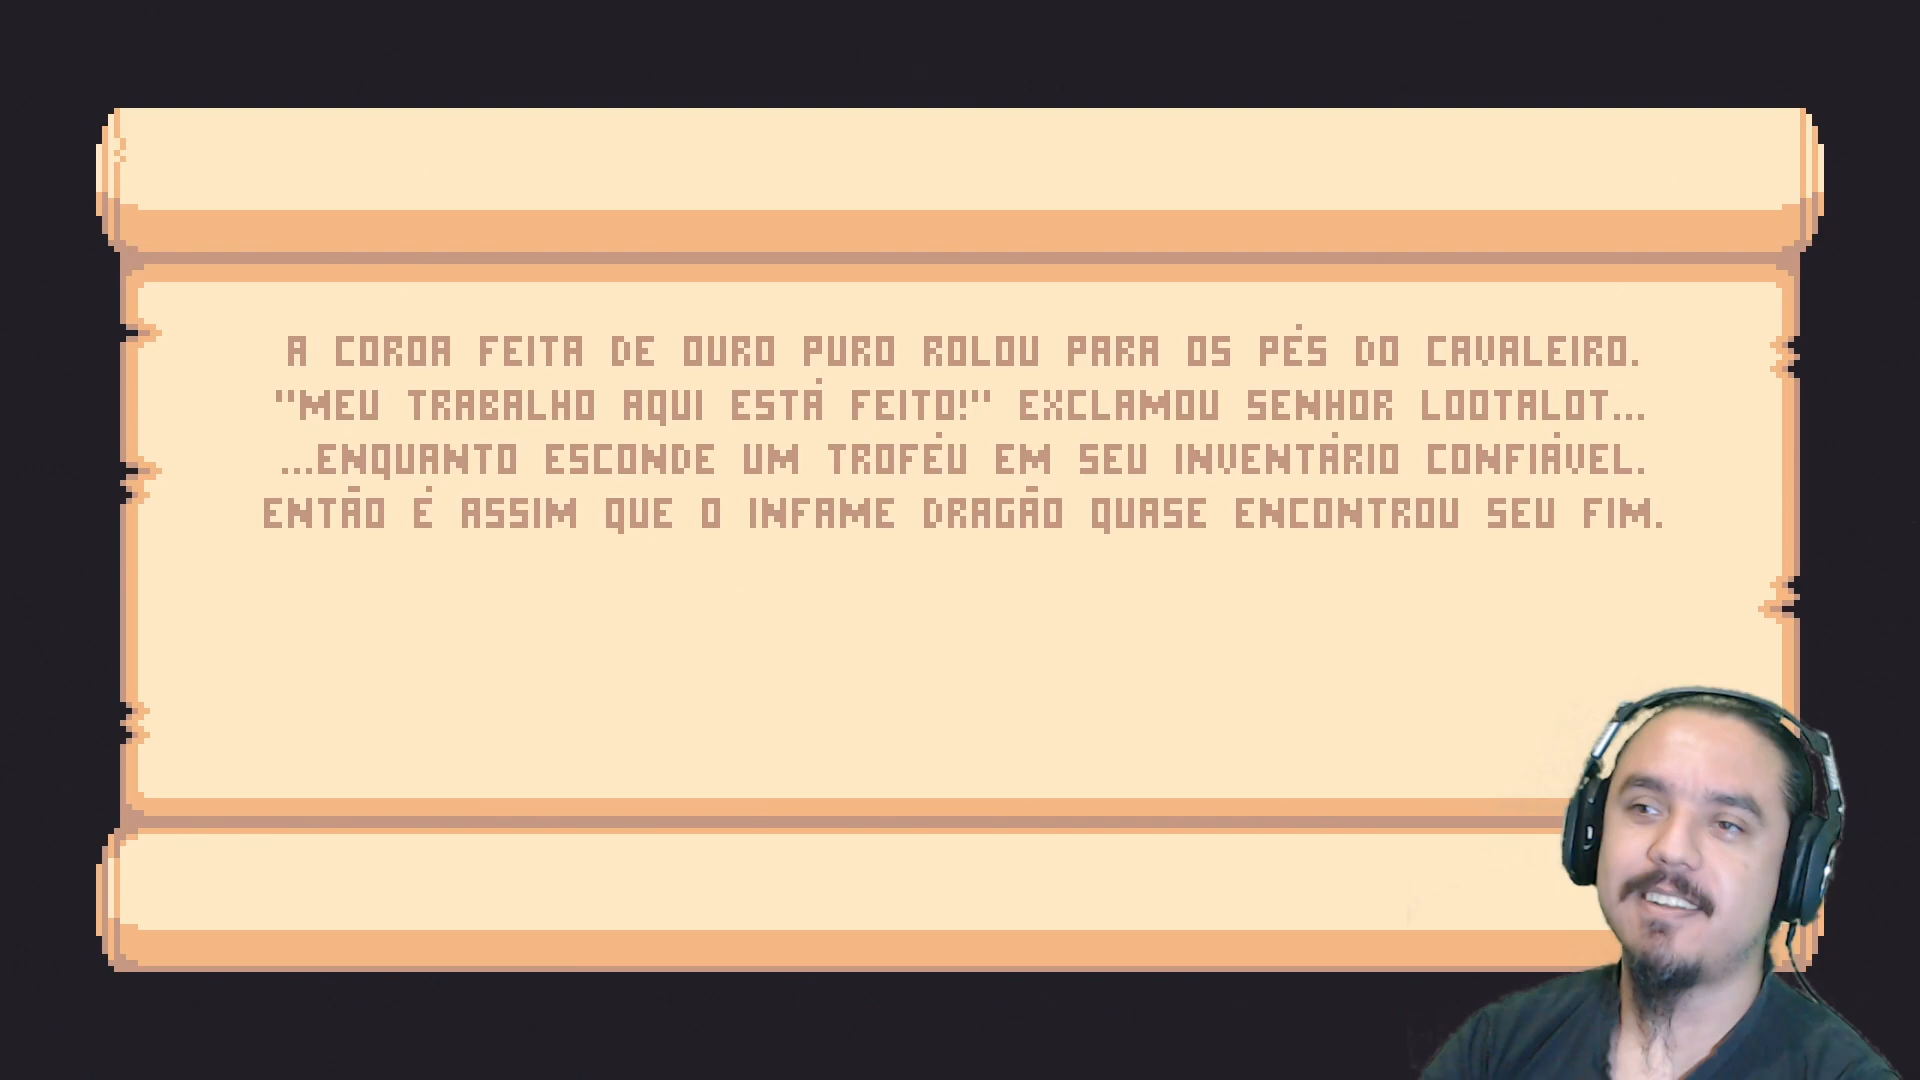 A COROA FEITA DE OURO PURO ROLOU PARA OS PÉS DO CAVALEIRO.
"MEU TRABALHO AQUI ESTÁ FEITO!" EXCLAMOU SENHOR LOOTALOT...
...ENQUANTO ESCONDE UM TROFÉU EM SEU INVENTÁRIO CONFIÁVEL.
ENTÃO É ASSIM QUE O INFAME DRAGÃO QUASE ENCONTROU SEU FIM.